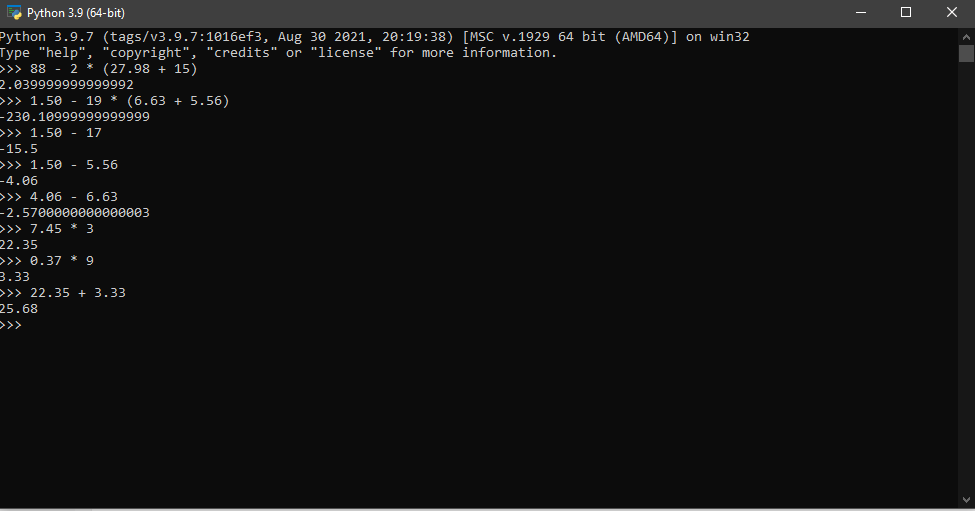 Python 3.9 (64-bit)
Python 3.9.7 (tags/v3.9.7:1016ef3, Aug 30 2021, 20:19:38) [MSC v.1929 64 bit (AMD64)] on win32
Type "help", "copyright", "credits" or "license" for more information.
>>> 88 - 2 * (27.98 + 15)
2.039999999999992
>>> 1.50 - 19 * (6.63 + 5.56)
-230.10999999999999
>>> 1.50 - 17
-15.5
>>> 1.50 - 5.56
-4.06
>>> 4.06 - 6.63
-2.5700000000000003
>>> 7.45 * 3
22.35
>>> 0.37 * 9
3.33
>>> 22.35 + 3.33
25.68
>>>